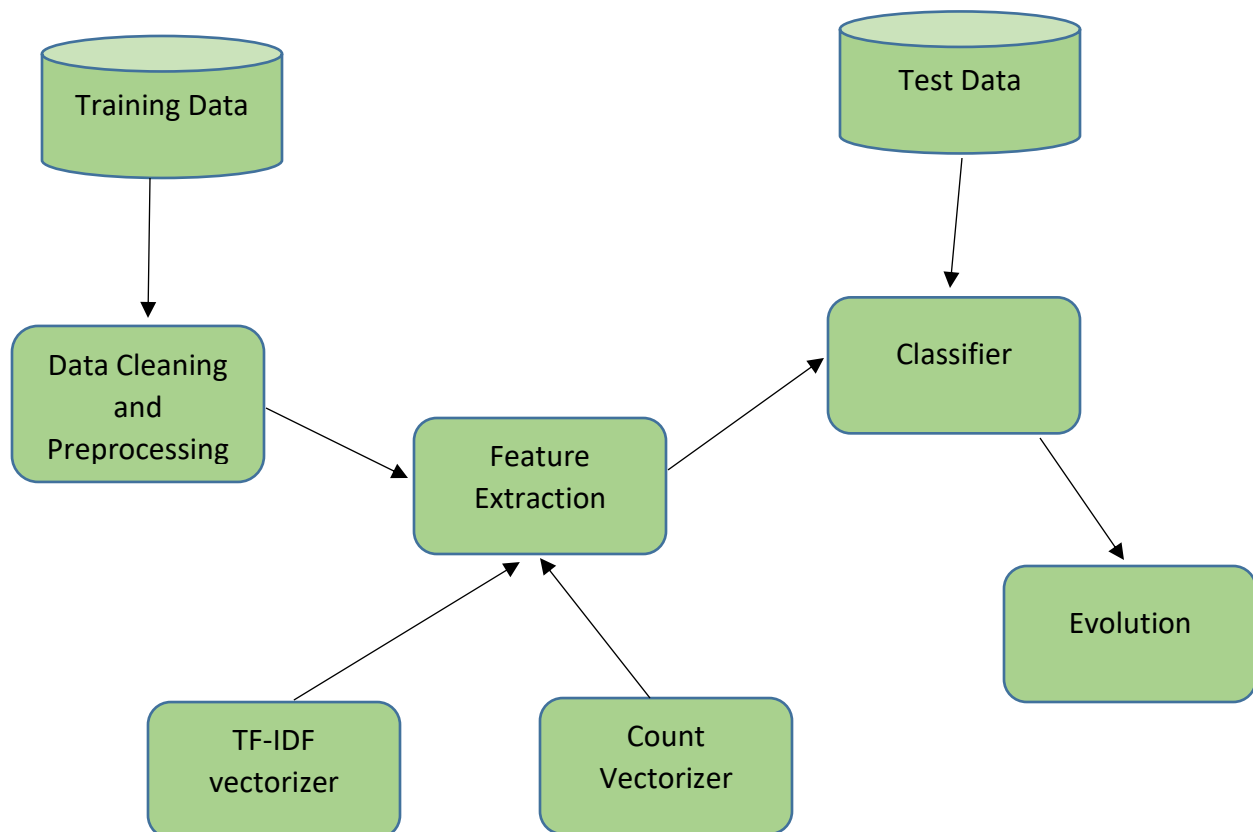 Training Data
Test Data
Data Cleaning
and
Preprocessing
Feature
Extraction
Classifier
Evolution
TF-IDF
vectorizer
Count
Vectorizer